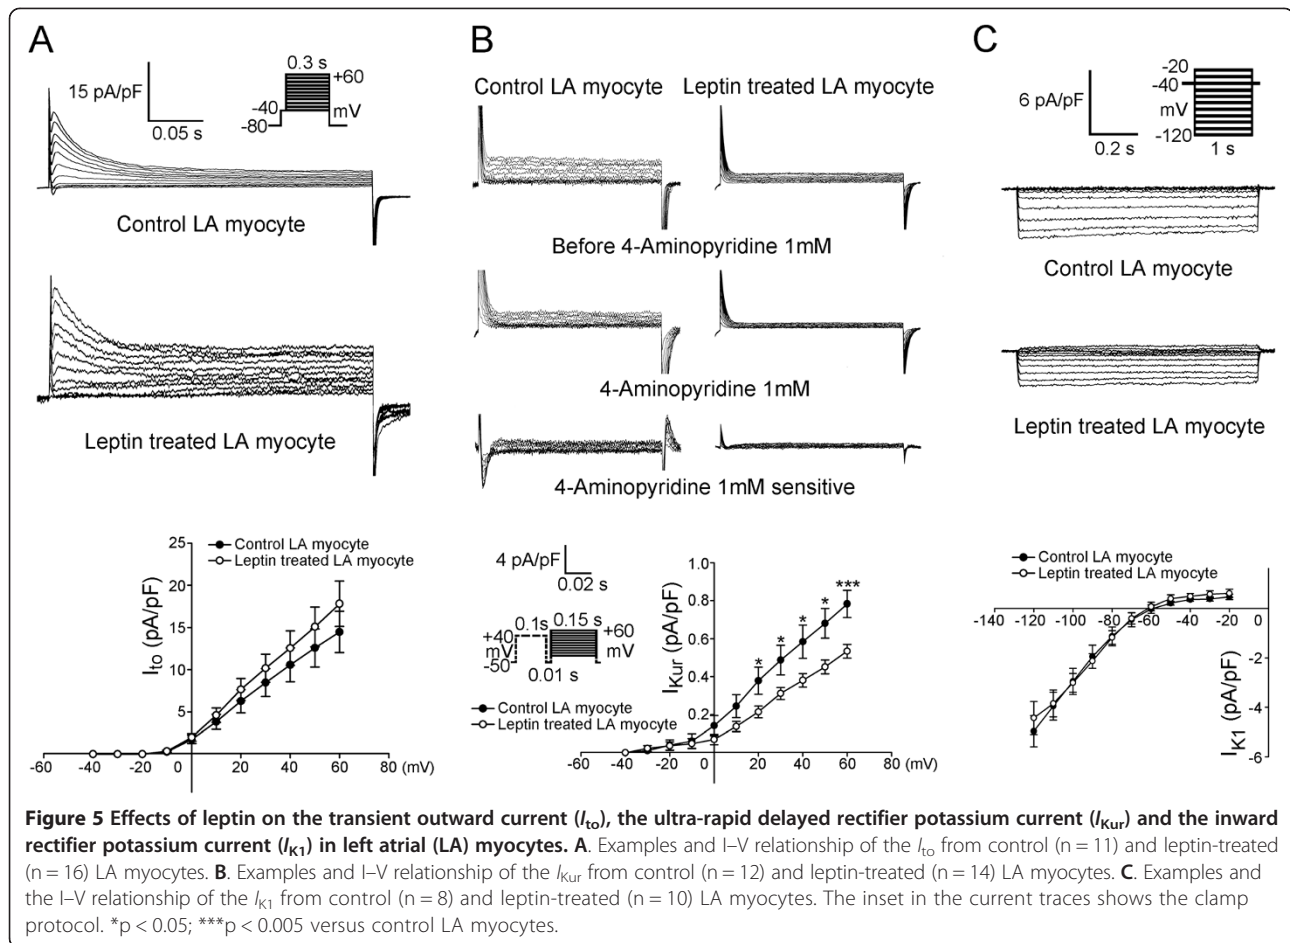 A
15 pA/pF
0.05 s
0.3 s
+60
-40
mV
-80
Control LA myocyte
Leptin treated LA myocyte
25
20
15
10
5
Ito (pA/pF)
Control LA myocyte
Leptin treated LA myocyte
-60 -40 -20 0 20 40 60 (mV)
B
Control LA myocyte Leptin treated LA myocyte
Before 4-Aminopyridine 1mM
4-Aminopyridine 1mM
4-Aminopyridine 1mM sensitive
4 pA/pF
0.02 s
0.1s 0.15 s
+40 +60
mV mV
-50
0.01 s
Control LA myocyte
Leptin treated LA myocyte
1.0
0.8
0.6
0.4
0.2
IKur (pA/pF)
* * * * ***
-60 -40 -20 0 20 40 60 80 (mV)
C
6 pA/pF
0.2 s
-20
-40
mV
-120
1 s
Control LA myocyte
Leptin treated LA myocyte
Control LA myocyte
Leptin treated LA myocyte
-140 -120 -100 -80 -60 -40 -20 0
-2
-4
-6
IK1 (pA/pF)
Figure 5 Effects of leptin on the transient outward current (Ito), the ultra-rapid delayed rectifier potassium current (IKur) and the inward
rectifier potassium current (IK1) in left atrial (LA) myocytes. A. Examples and I–V relationship of the Ito from control (n = 11) and leptin-treated
(n = 16) LA myocytes. B. Examples and I–V relationship of the IKur from control (n = 12) and leptin-treated (n = 14) LA myocytes. C. Examples and
the I–V relationship of the IK1 from control (n = 8) and leptin-treated (n = 10) LA myocytes. The inset in the current traces shows the clamp
protocol. *p < 0.05; ***p < 0.005 versus control LA myocytes.